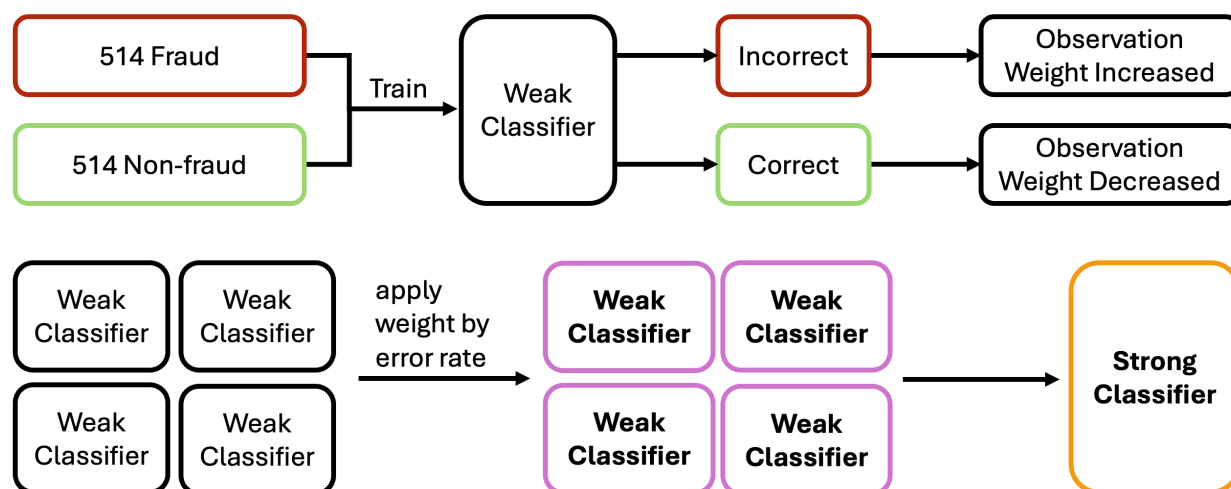 514 Fraud
514 Non-fraud
Train
Weak
Classifier
Incorrect
Correct
Observation
Weight Increased
Observation
Weight Decreased
Weak
Classifier
Weak
Classifier
Weak
Classifier
Weak
Classifier
apply
weight by
error rate
Weak
Classifier
Weak
Classifier
Weak
Classifier
Weak
Classifier
Strong
Classifier